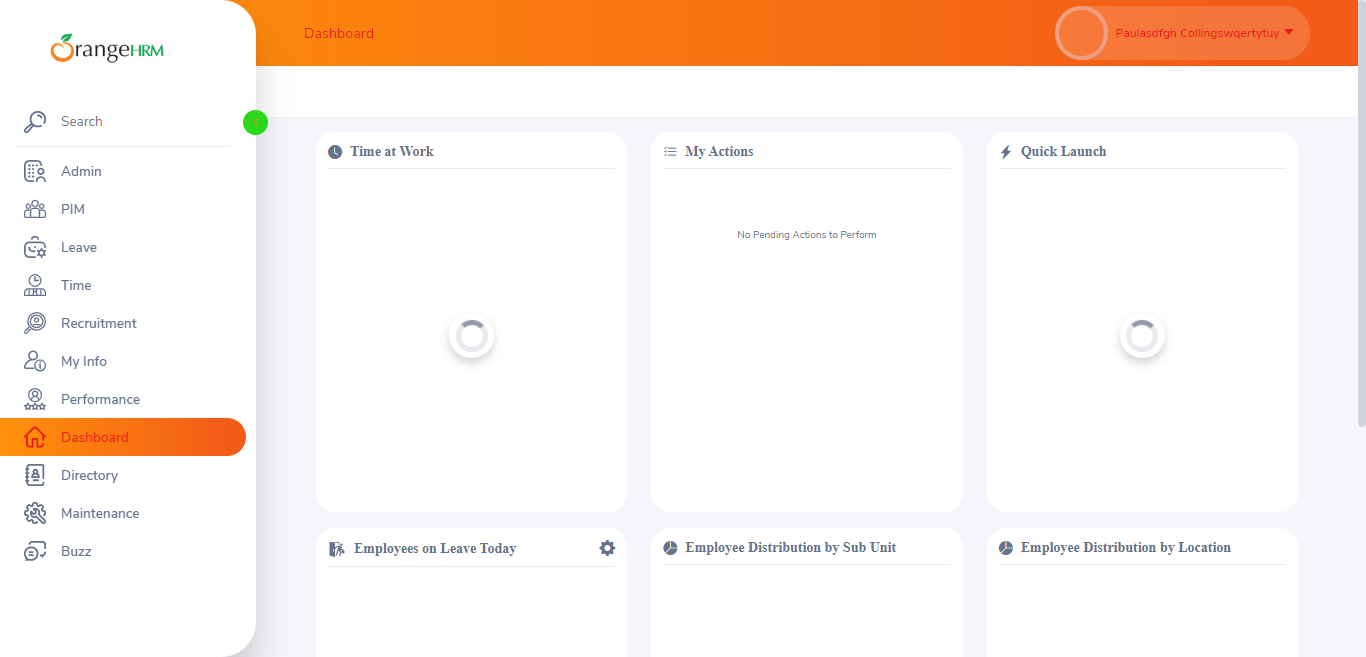 OrangeHRM
Dashboard
Paulasdfgh Collingswqertytuy
Search
Admin
PIM
Leave
Time
Recruitment
My Info
Performance
Dashboard
Directory
Maintenance
Buzz
Time at Work
My Actions
Quick Launch
No Pending Actions to Perform
Employees on Leave Today
Employee Distribution by Sub Unit
Employee Distribution by Location